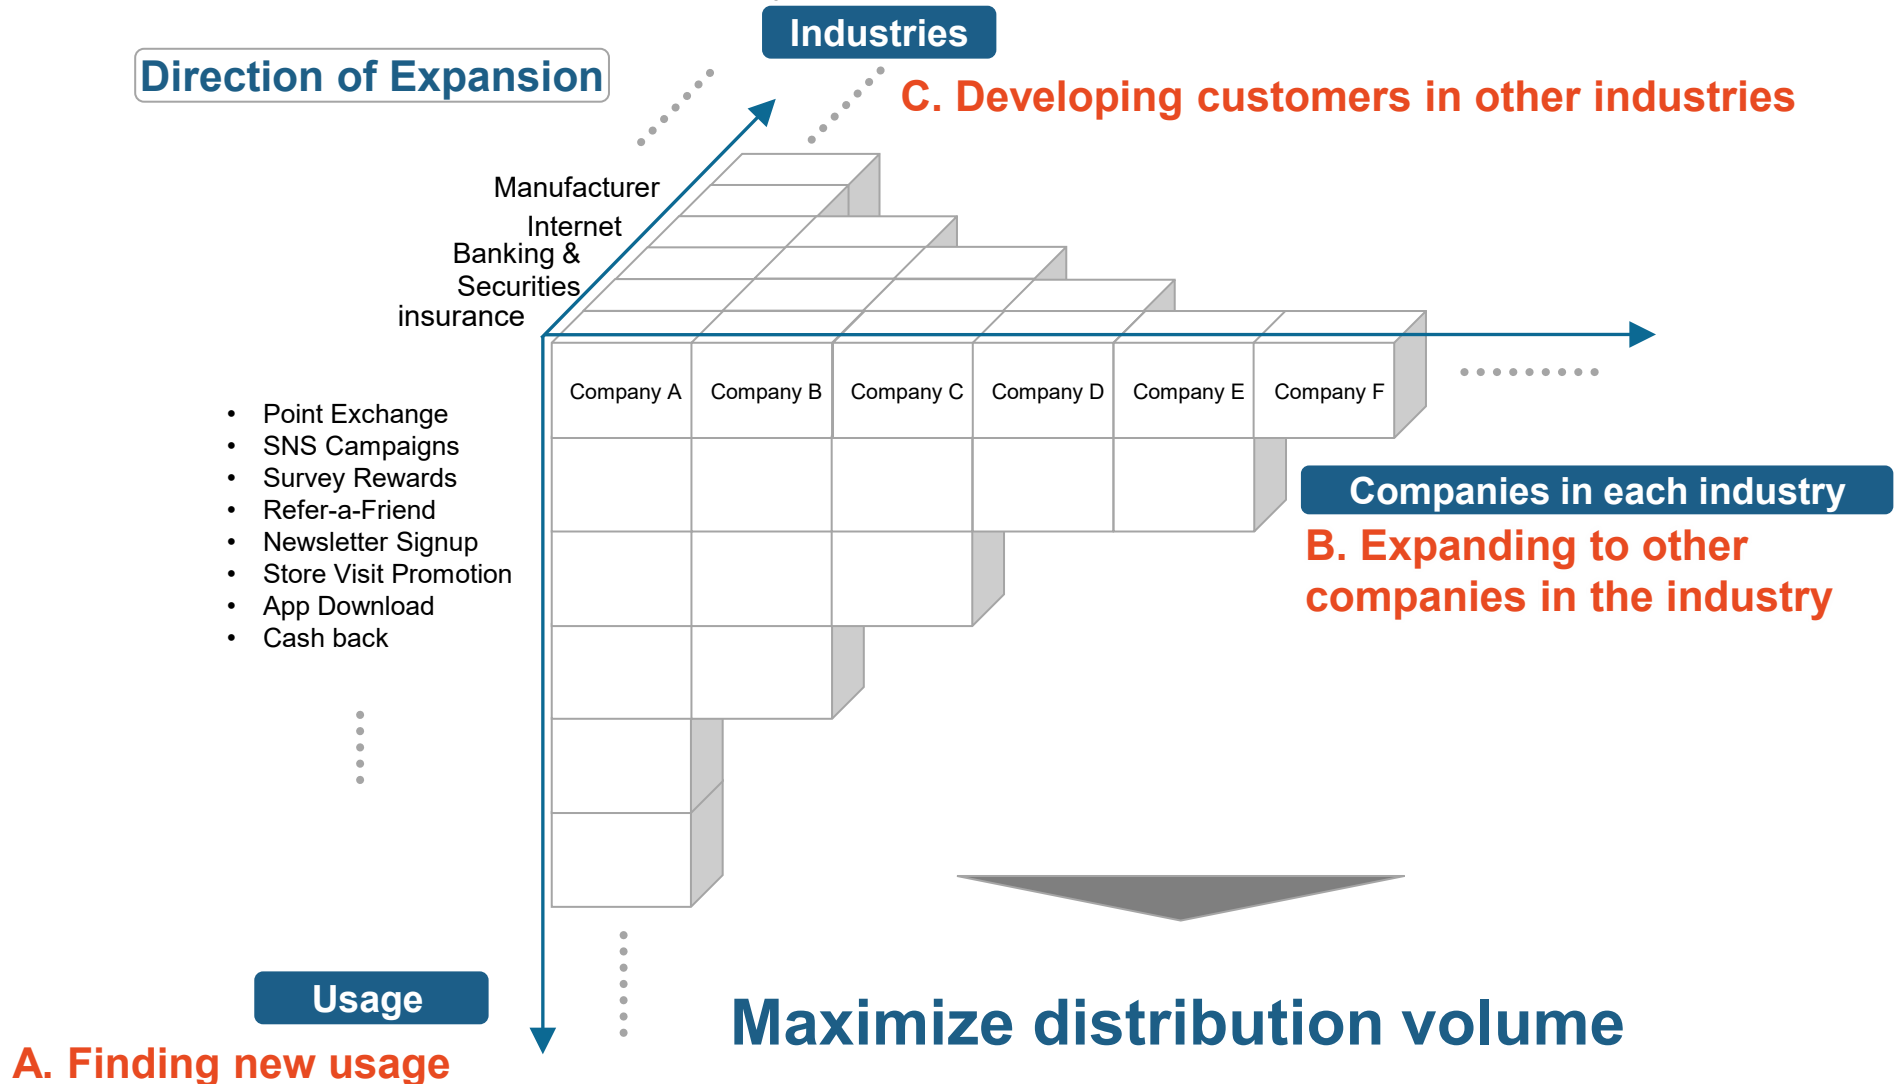 Industries
Direction of Expansion
C. Developing customers in other industries
Manufacturer
Internet
Banking &
Securities
insurance
Company A
Company B
Company C
Company D
Company E
Company F
• Point Exchange
• SNS Campaigns
• Survey Rewards
• Refer-a-Friend
• Newsletter Signup
• Store Visit Promotion
• App Download
• Cash back
Companies in each industry
B. Expanding to other
companies in the industry
Usage
A. Finding new usage
Maximize distribution volume